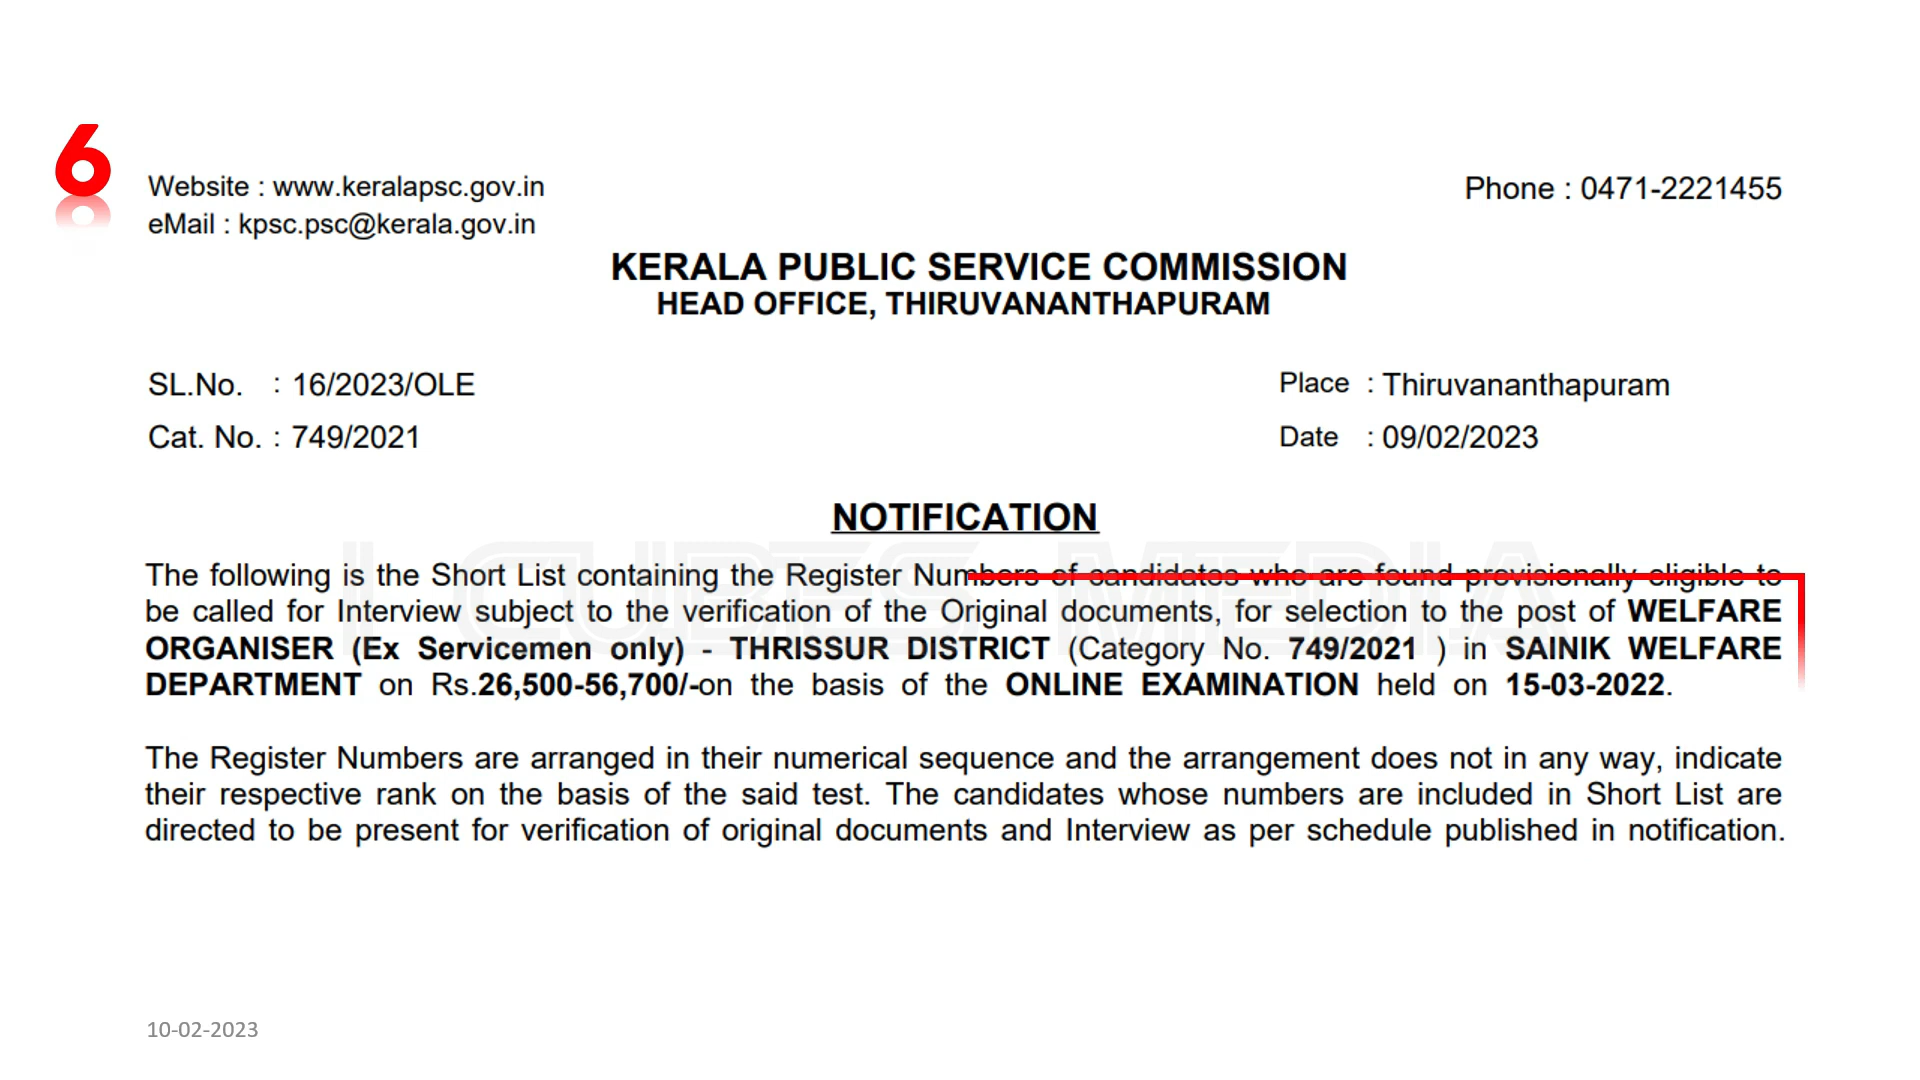 6
Website : www.keralapsc.gov.in
Phone : 0471-2221455
eMail : kpsc.psc@kerala.gov.in
KERALA PUBLIC SERVICE COMMISSION
HEAD OFFICE, THIRUVANANTHAPURAM
SL.No. : 16/2023/OLE
Place : Thiruvananthapuram
Cat. No. : 749/2021
Date : 09/02/2023
NOTIFICATION
I CUBES MEDIA
The following is the Short List containing the Register Numbers of candidates who are found provisionally eligible to
be called for Interview subject to the verification of the Original documents, for selection to the post of WELFARE
ORGANISER (Ex Servicemen only) - THRISSUR DISTRICT (Category No. 749/2021 ) in SAINIK WELFARE
DEPARTMENT on Rs.26,500-56,700/-on the basis of the ONLINE EXAMINATION held on 15-03-2022.
The Register Numbers are arranged in their numerical sequence and the arrangement does not in any way, indicate
their respective rank on the basis of the said test. The candidates whose numbers are included in Short List are
directed to be present for verification of original documents and Interview as per schedule published in notification.
10-02-2023